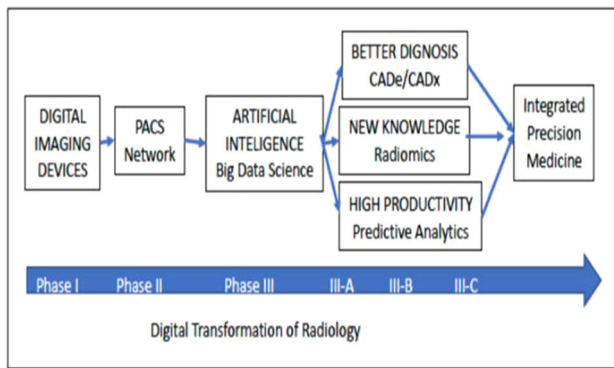 DIGITAL
IMAGING
DEVICES
PACS
Network
ARTIFICIAL
INTELIGENCE
Big Data Science
BETTER DIGNOSIS
CADe/CADx
NEW KNOWLEDGE
Radiomics
HIGH PRODUCTIVITY
Predictive Analytics
Integrated
Precision
Medicine
Phase I Phase II Phase III III-A III-B III-C
Digital Transformation of Radiology